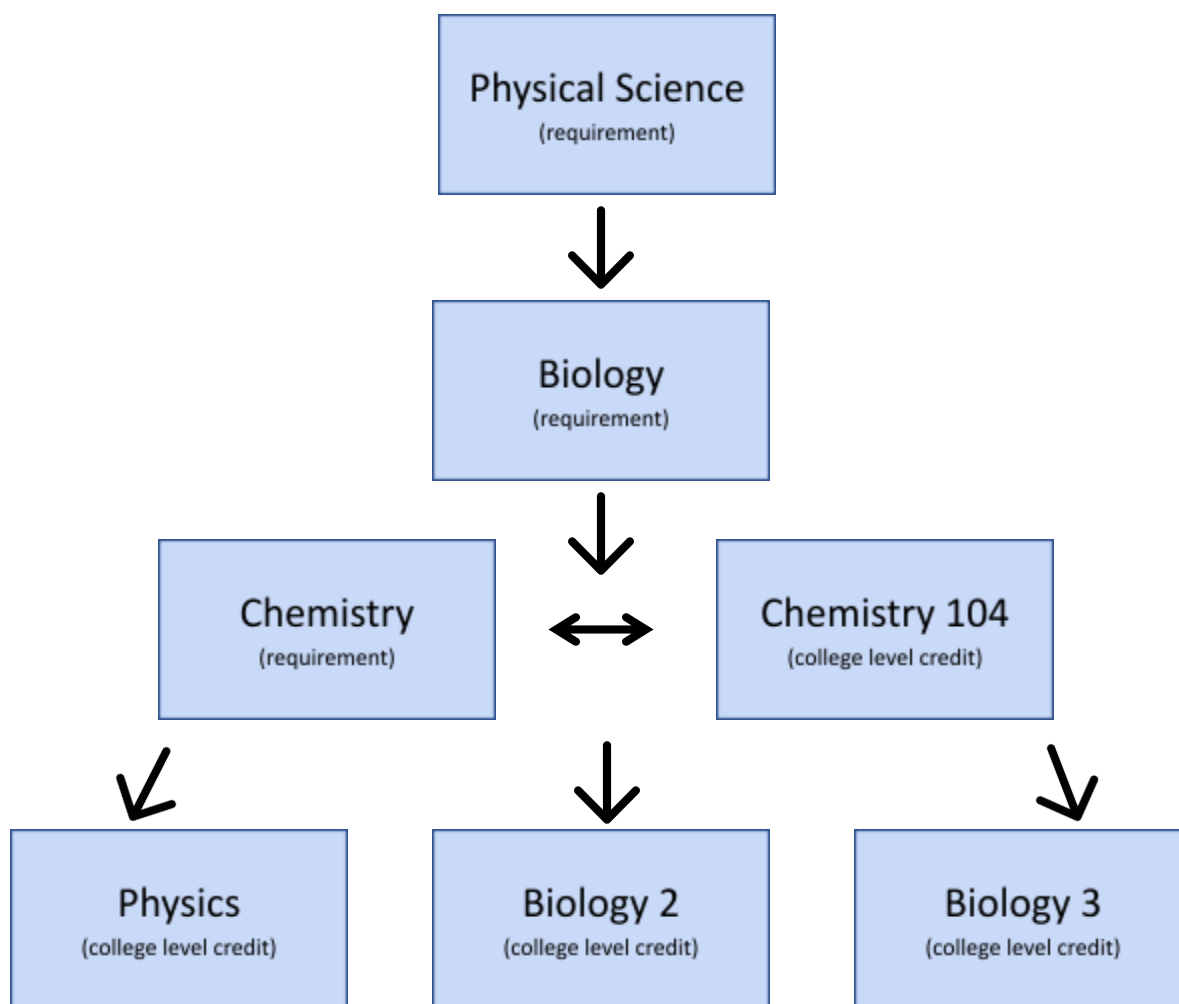 Physical Science
(requirement)
Biology
(requirement)
Chemistry
(requirement)
Chemistry 104
(college level credit)
Physics
(college level credit)
Biology 2
(college level credit)
Biology 3
(college level credit)